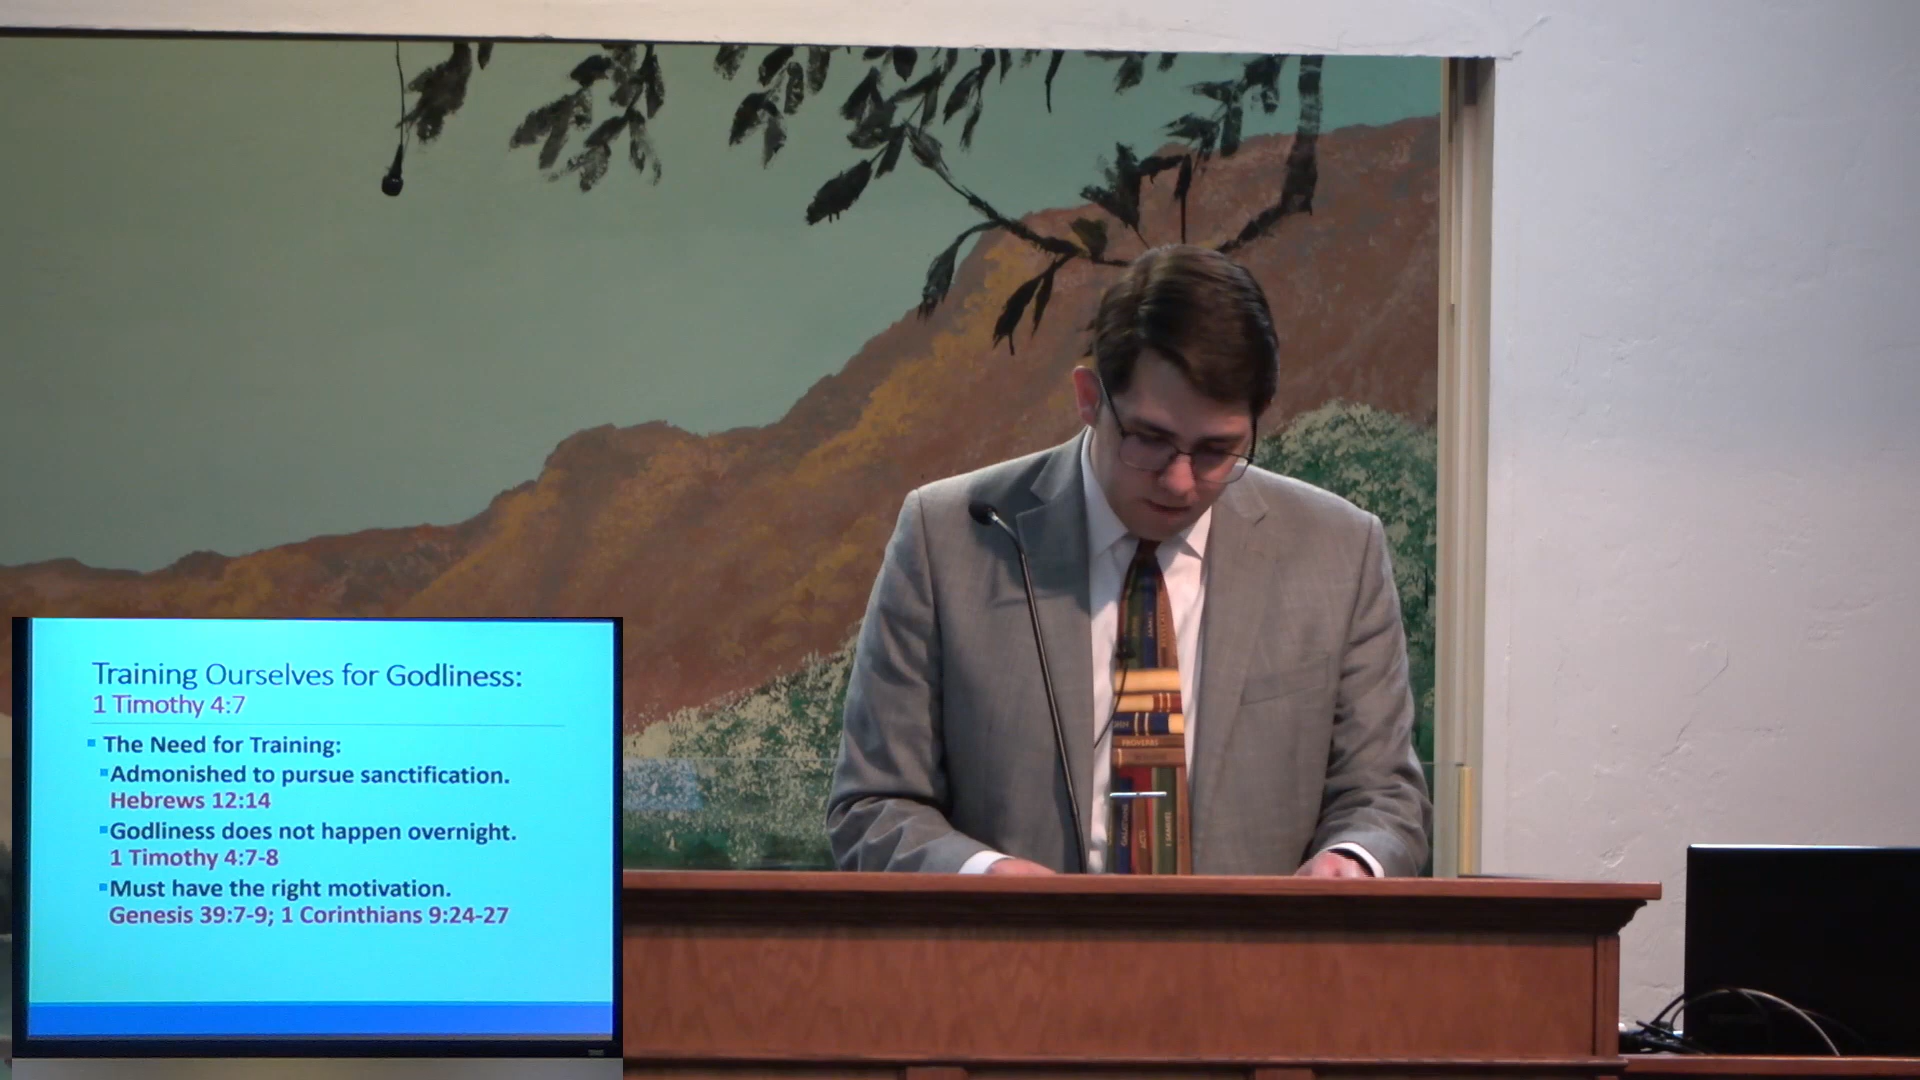 Training Ourselves for Godliness:
1 Timothy 4:7
The Need for Training:
Admonished to pursue sanctification.
Hebrews 12:14
Godliness does not happen overnight.
1 Timothy 4:7-8
Must have the right motivation.
Genesis 39:7-9; 1 Corinthians 9:24-27
PROVERBS
ACTS